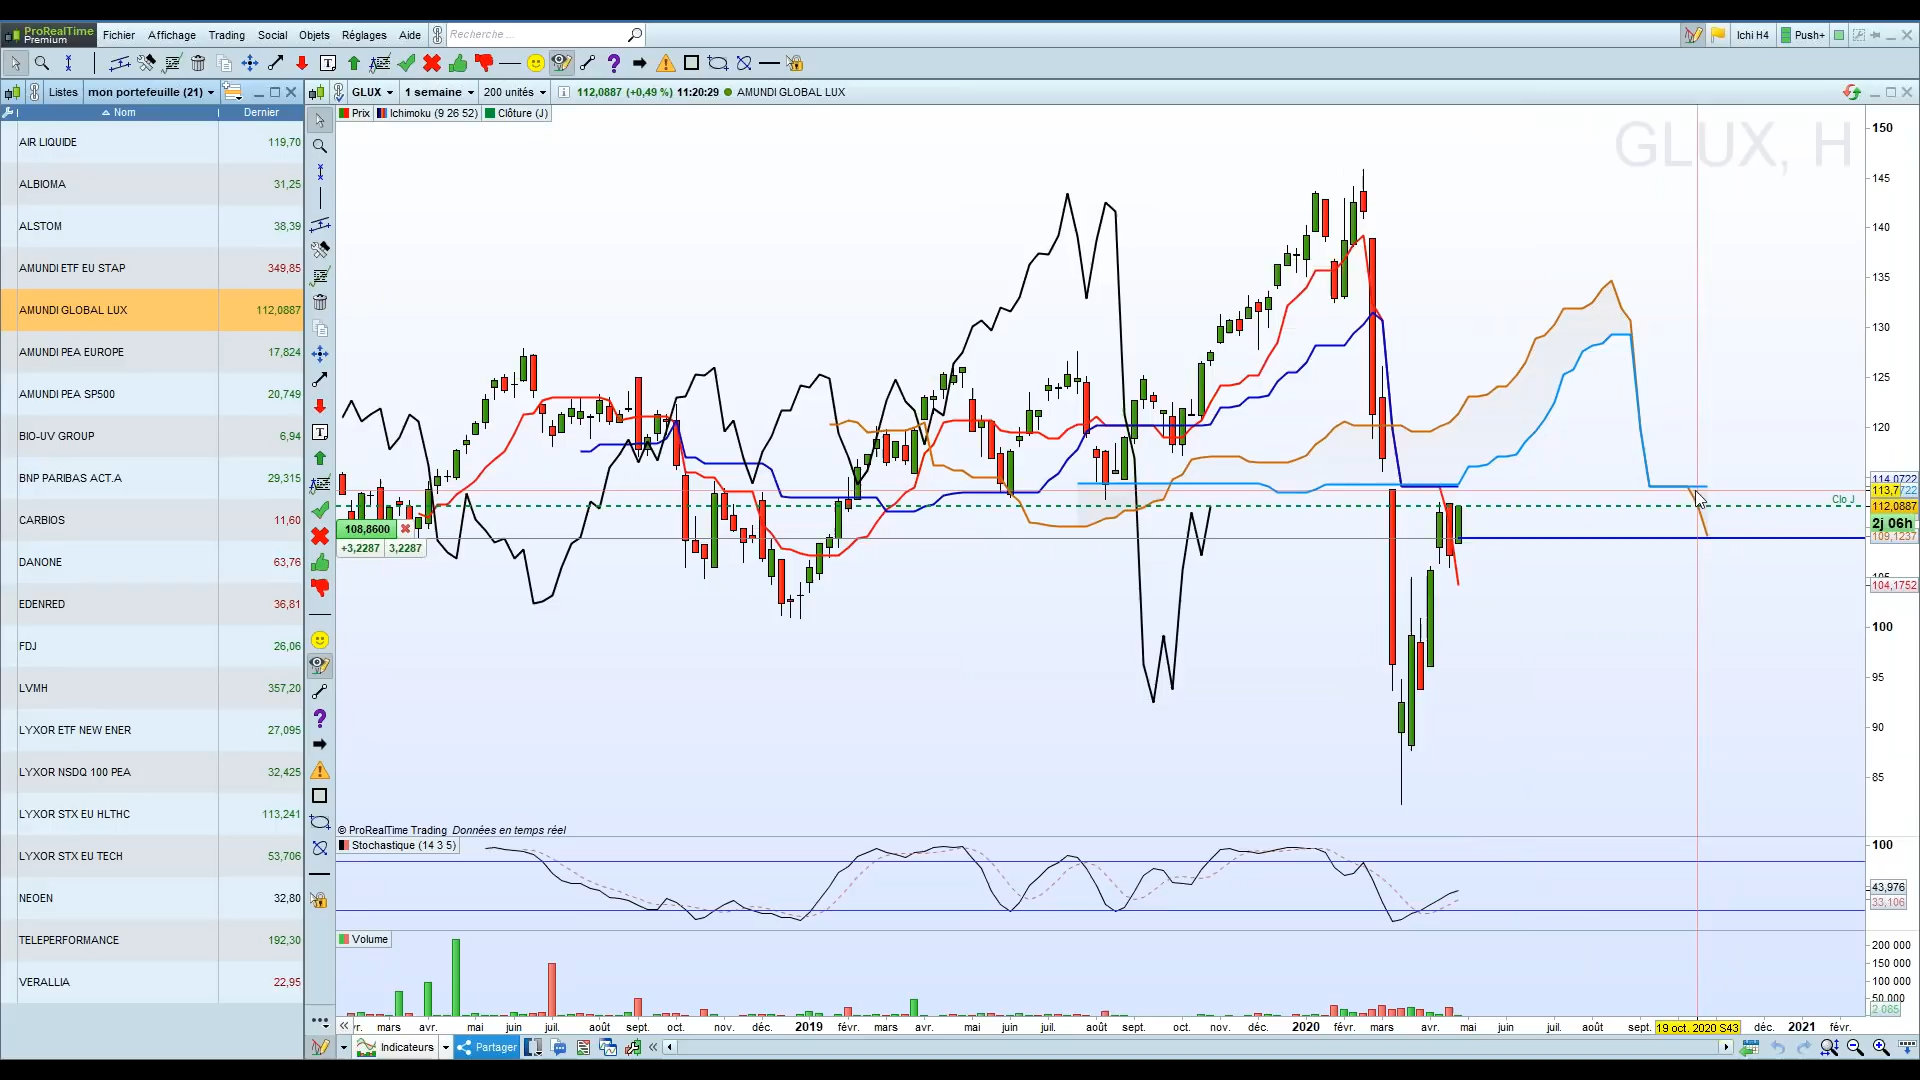 ProRealTime
Premium
Fichier Affichage Trading Social Objets Réglages Aide Recherche... Ichi H4 Push+
Listes mon portefeuille (21)
Nom Dernier
AIR LIQUIDE 119,70
ALBIOMA 31,25
ALSTOM 38,39
AMUNDI ETF EU STAP 349,85
AMUNDI GLOBAL LUX 112,0887
AMUNDI PEA EUROPE 17,824
AMUNDI PEA SP500 20,749
BIO-UV GROUP 6,94
BNP PARIBAS ACT.A 29,315
CARBIOS 11,60
DANONE 63,76
EDENRED 36,81
FDJ 26,06
LVMH 357,20
LYXOR ETF NEW ENER 27,095
LYXOR NSDQ 100 PEA 32,425
LYXOR STX EU HLTHC 113,241
LYXOR STX EU TECH 53,706
NEOEN 32,80
TELEPERFORMANCE 192,30
VERALLIA 22,95
GLUX 1 semaine 200 unités 112,0887 (+0,49 %) 11:20:29 AMUNDI GLOBAL LUX
Prix Ichimoku (9 26 52) Clôture (J)
GLUX, H
150
145
140
135
130
125
120
114,0722
113,7722
Clo J
112,0887
2j 06h
109,1237
104,1752
100
95
90
85
108,8600
+3,2287 3,2287
© ProRealTime Trading Données en temps réel
Stochastique (14 3 5)
100
43,976
33,106
Volume
200 000
150 000
100 000
50 000
2 085
mars avr. mai juin juil. août sept. oct. nov. déc. 2019 févr. mars avr. mai juin juil. août sept. oct. nov. déc. 2020 févr. mars avr. mai juin juil. août sept. 19 oct. 2020 S43 déc. 2021 févr.
Indicateurs Partager